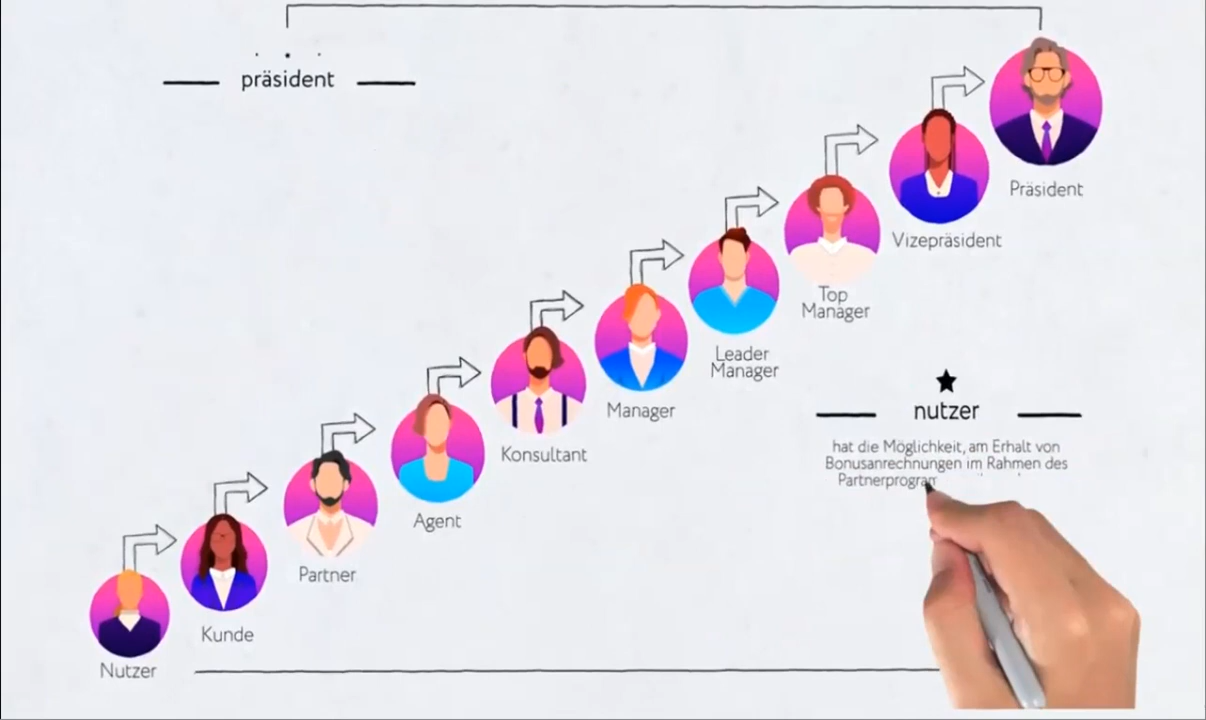 präsident
Präsident
Vizepräsident
Top
Manager
Leader
Manager
Manager
Konsultant
Agent
Partner
Kunde
Nutzer
nutzer
hat die Möglichkeit, am Erhalt von
Bonusanrechnungen im Rahmen des